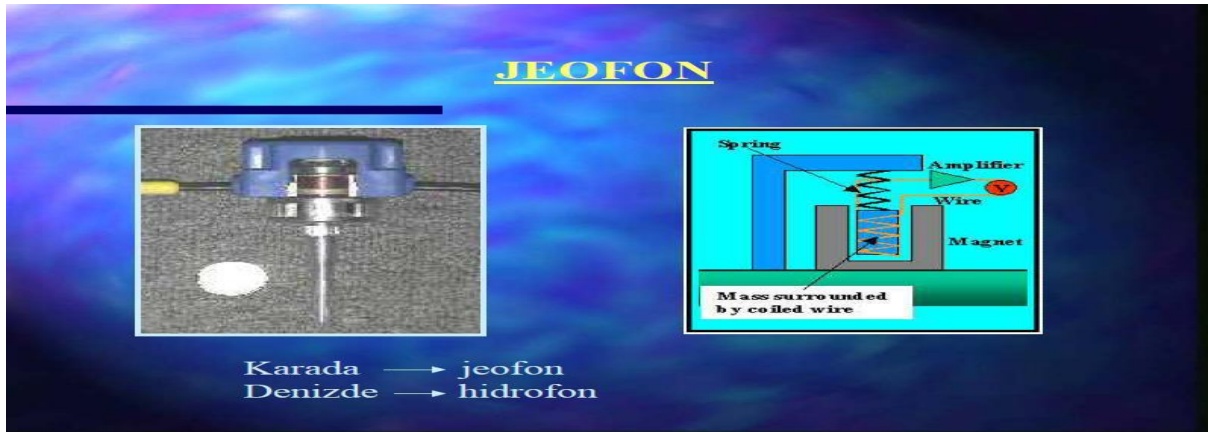 JEOFON
Spring
Amplifier
V
Wire
Magnet
Mass surrounded
by coiled wire
Karada → jeofon
Denizde → hidrofon